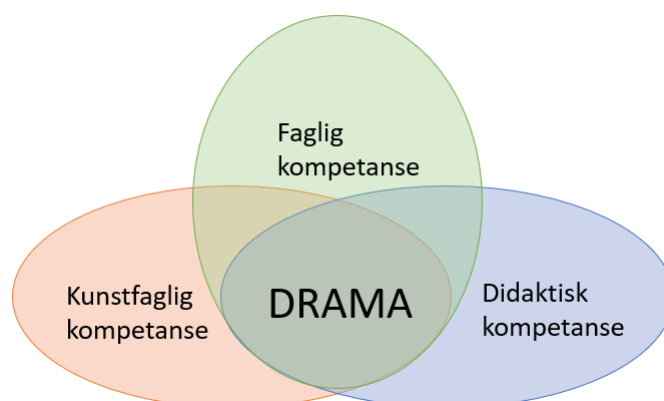 Faglig
kompetanse
Kunstfaglig
kompetanse
DRAMA
Didaktisk
kompetanse